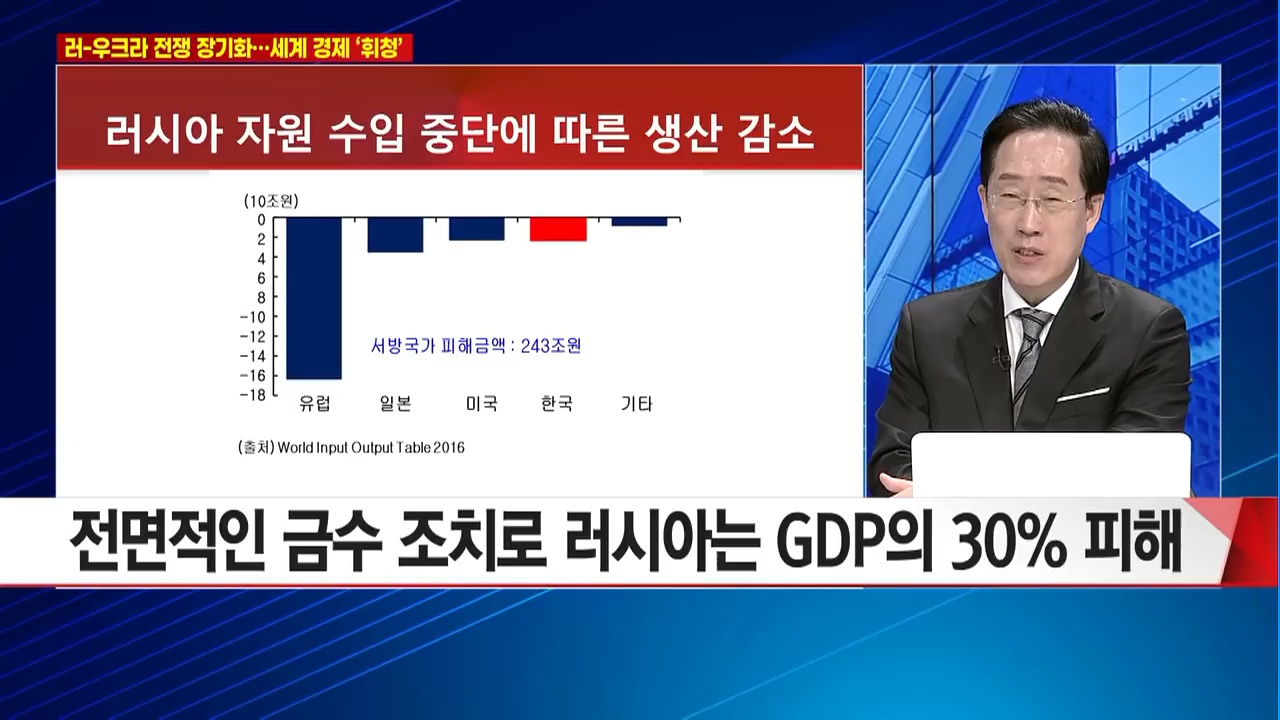 러-우크라 전쟁 장기화…세계 경제 ‘휘청’
러시아 자원 수입 중단에 따른 생산 감소
(10조원)
0
2
4
6
8
-10
-12
-14
-16
-18
서방국가 피해금액 : 243조원
유럽 일본 미국 한국 기타
(출처) World Input Output Table 2016
전면적인 금수 조치로 러시아는 GDP의 30% 피해